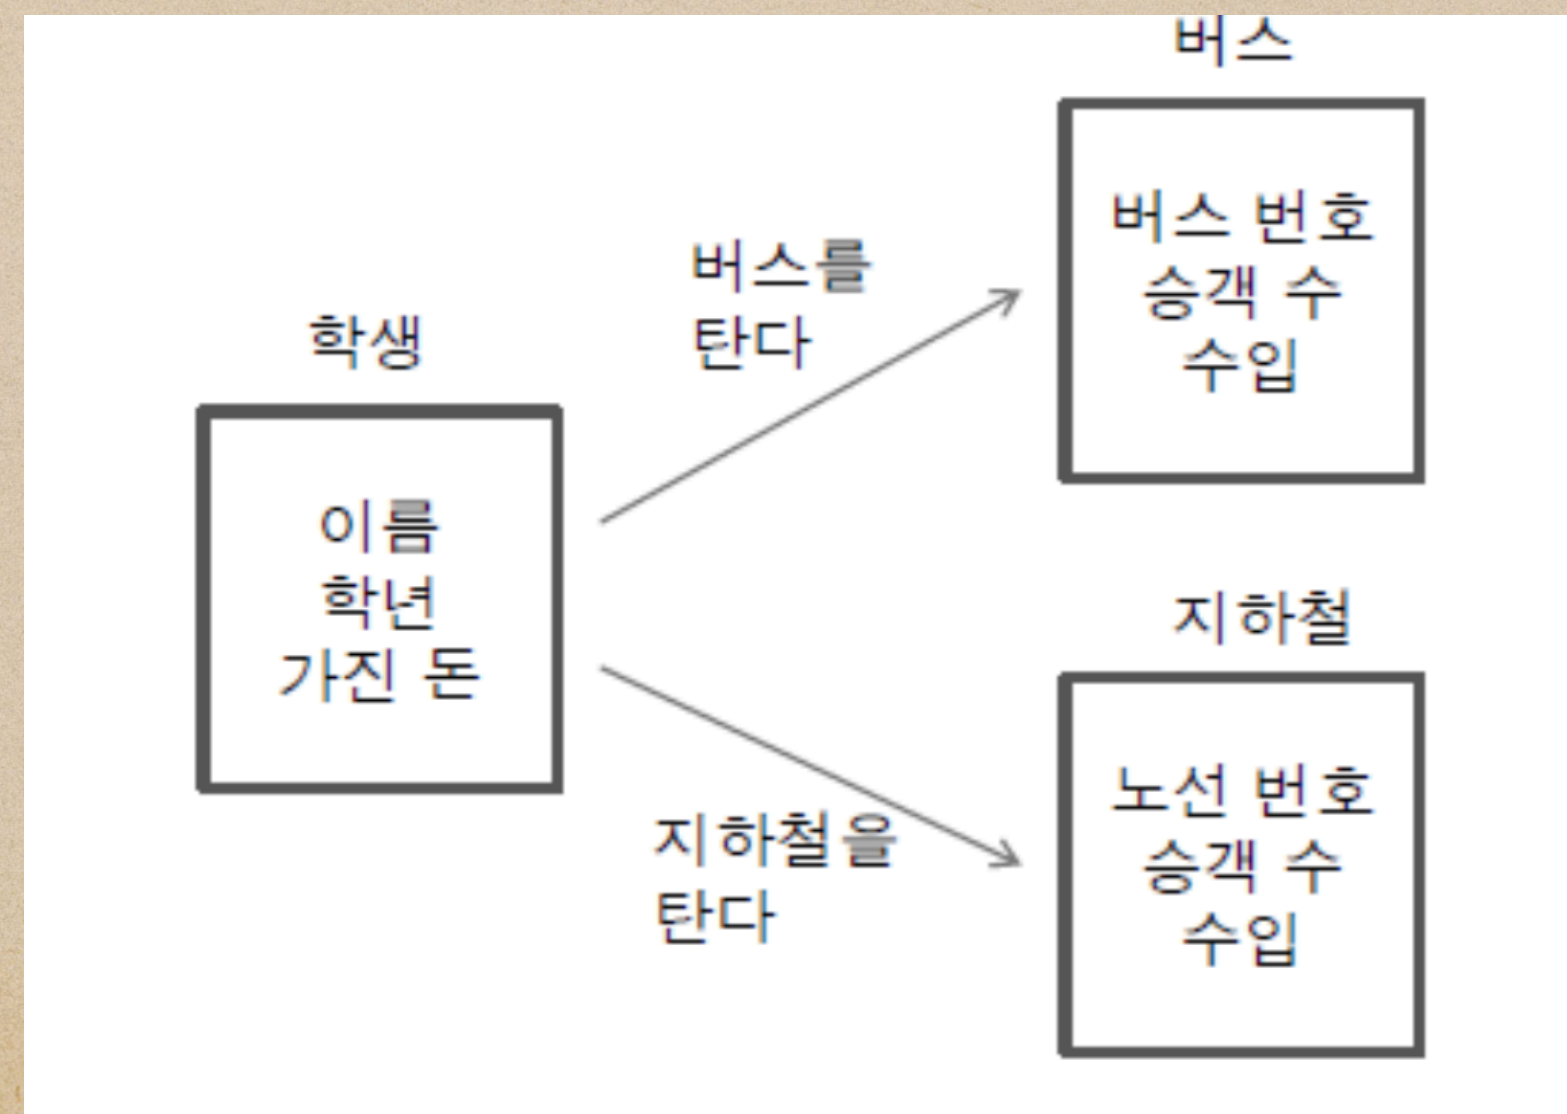 버스
버스 번호
승객 수
수입
버스를
탄다
학생
이름
학년
가진 돈
지하철을
탄다
지하철
노선 번호
승객 수
수입